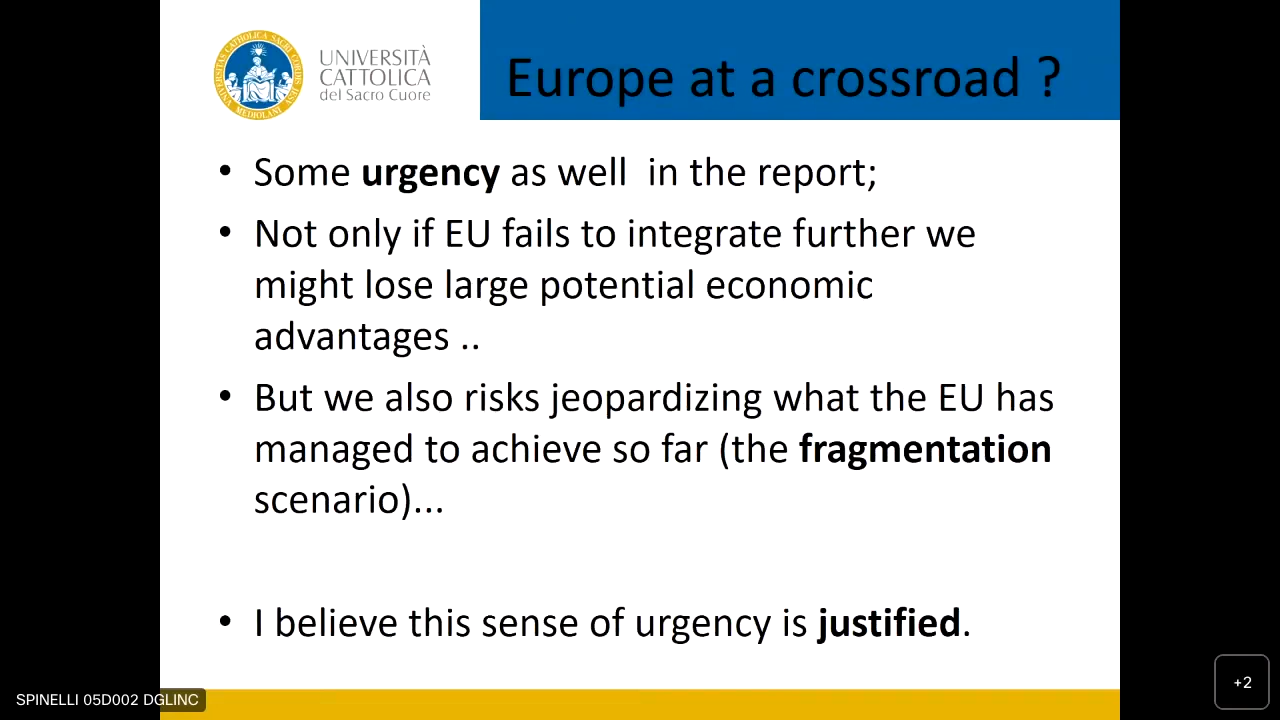 UNIVERSITÀ
CATTOLICA
del Sacro Cuore
Europe at a crossroad ?
• Some urgency as well  in the report;
• Not only if EU fails to integrate further we
might lose large potential economic
advantages ..
• But we also risks jeopardizing what the EU has
managed to achieve so far (the fragmentation
scenario)...
• I believe this sense of urgency is justified.
SPINELLI 05D002 DGLINC
+2